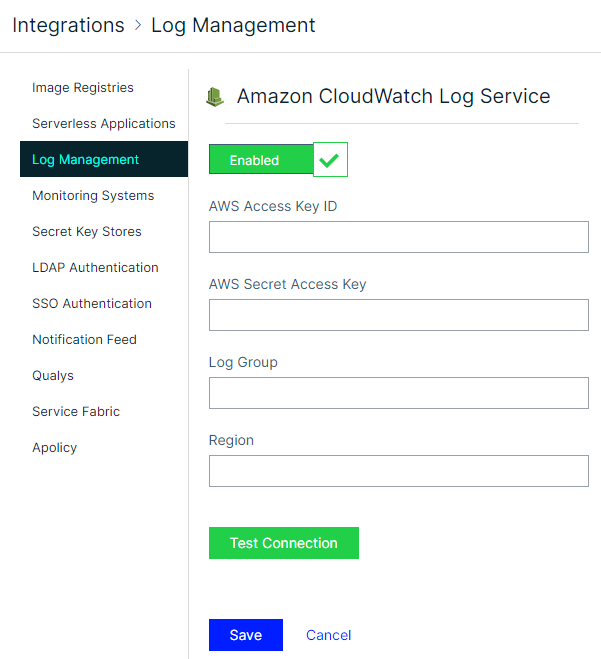 Integrations > Log Management
Image Registries
Serverless Applications
Log Management
Monitoring Systems
Secret Key Stores
LDAP Authentication
SSO Authentication
Notification Feed
Qualys
Service Fabric
Apolicy
Amazon CloudWatch Log Service
Enabled
AWS Access Key ID
AWS Secret Access Key
Log Group
Region
Test Connection
Save Cancel